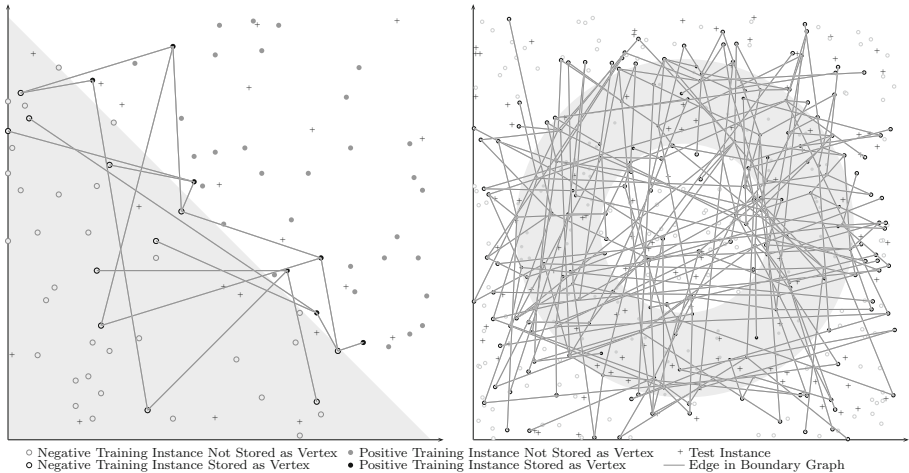 Negative Training Instance Not Stored as Vertex Positive Training Instance Not Stored as Vertex Test Instance
Negative Training Instance Stored as Vertex Positive Training Instance Stored as Vertex Edge in Boundary Graph